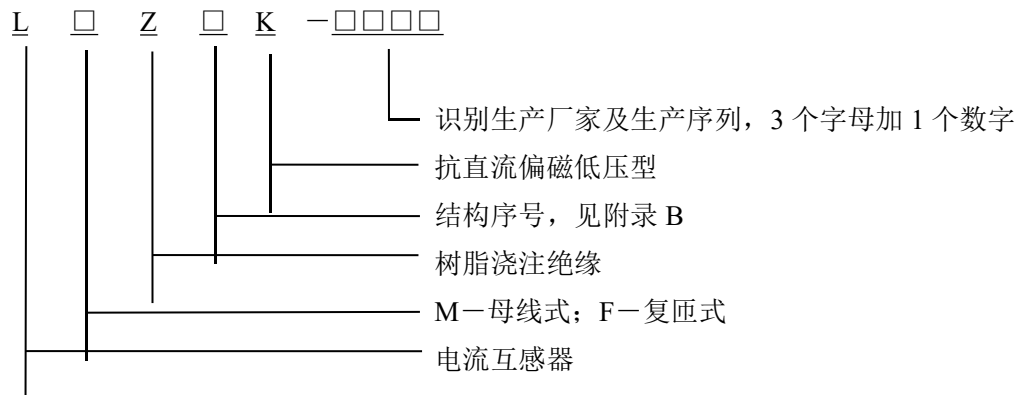 L □ Z □ K －□□□□
识别生产厂家及生产序列，3 个字母加 1 个数字
抗直流偏磁低压型
结构序号，见附录 B
树脂浇注绝缘
M－母线式；F－复匝式
电流互感器